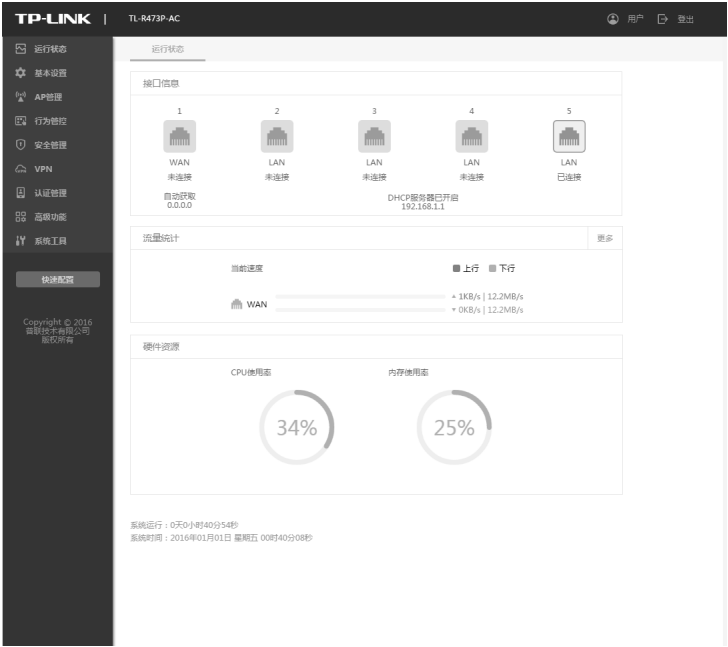 TP-LINK | TL-R473P-AC 用户 登出
运行状态
基本设置
AP管理
行为管控
安全管理
VPN
认证管理
高级功能
系统工具
快速配置
Copyright © 2016
普联技术有限公司
版权所有
运行状态
接口信息
1 2 3 4 5
WAN LAN LAN LAN LAN
未连接 未连接 未连接 未连接 已连接
自动获取 DHCP服务器已开启
0.0.0.0 192.168.1.1
流量统计 更多
当前速度 上行 下行
WAN
1KB/s | 12.2MB/s
0KB/s | 12.2MB/s
硬件资源
CPU使用率 内存使用率
34% 25%
系统运行：0天0小时40分54秒
系统时间：2016年01月01日 星期五 00时40分08秒